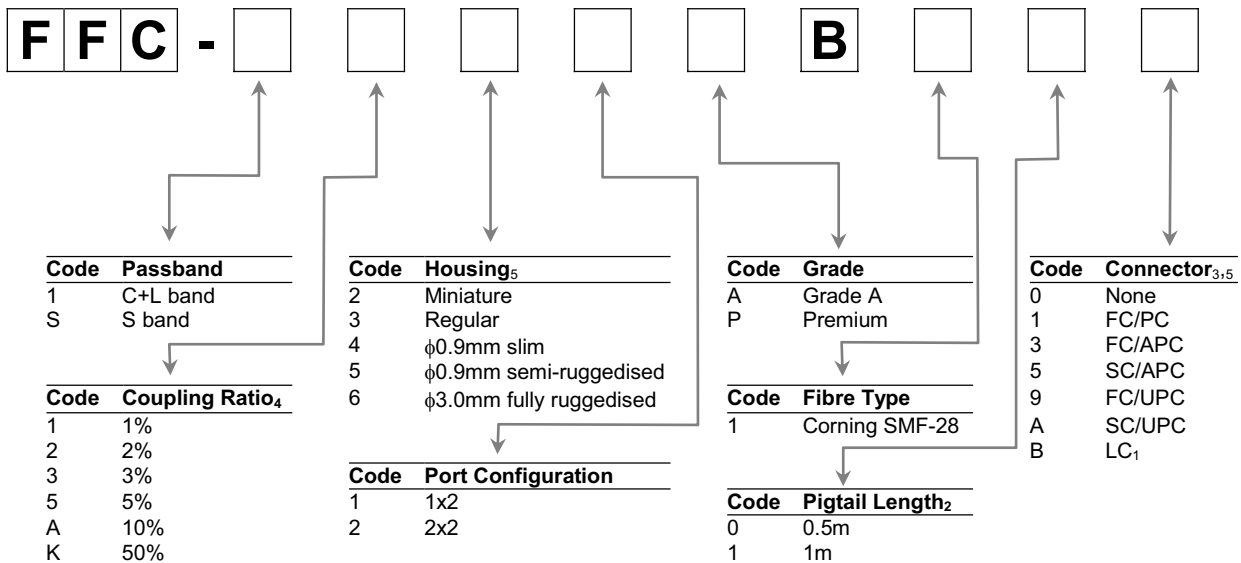 FFC - B
Code Passband
1 C+L band
S S band
Code Coupling Ratio4
1 1%
2 2%
3 3%
5 5%
A 10%
K 50%
Code Housing5
2 Miniature
3 Regular
4 ϕ0.9mm slim
5 ϕ0.9mm semi-ruggedised
6 ϕ3.0mm fully ruggedised
Code Port Configuration
1 1x2
2 2x2
Code Grade
A Grade A
P Premium
Code Fibre Type
1 Corning SMF-28
Code Pigtail Length2
0 0.5m
1 1m
Code Connector3,5
0 None
1 FC/PC
3 FC/APC
5 SC/APC
9 FC/UPC
A SC/UPC
B LC1